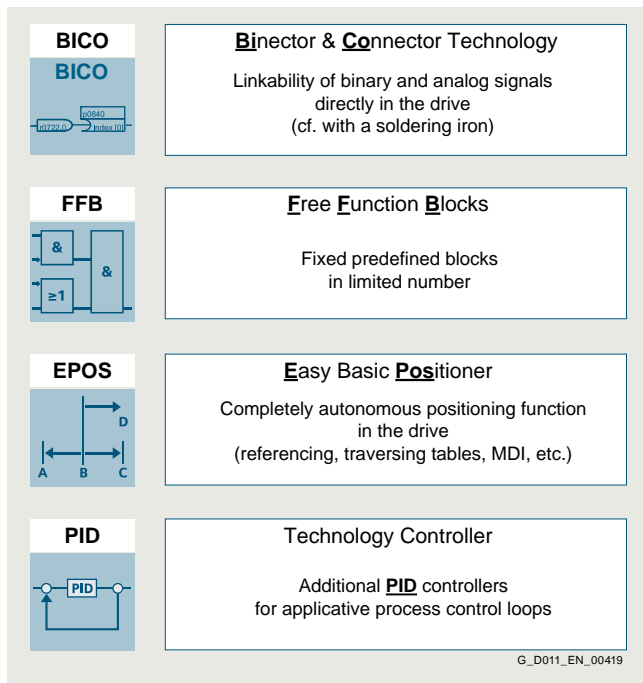 BICO
Binector & Connector Technology
BICO
Linkability of binary and analog signals
directly in the drive
(cf. with a soldering iron)
p0840
r0722.0
Index [0]
FFB
Free Function Blocks
&
&
≥1
Fixed predefined blocks
in limited number
EPOS
Easy Basic Positioner
D
A B C
Completely autonomous positioning function
in the drive
(referencing, traversing tables, MDI, etc.)
PID
Technology Controller
PID
Additional PID controllers
for applicative process control loops
G_D011_EN_00419